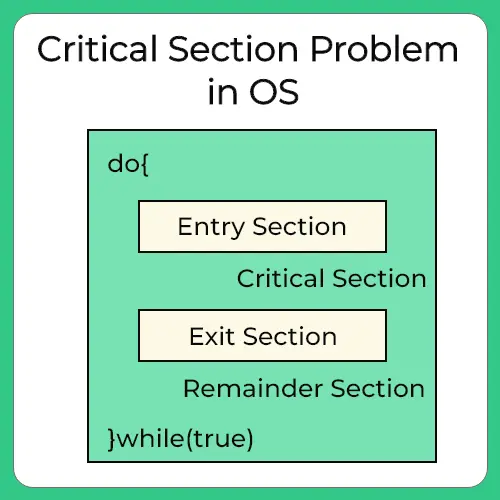 Critical Section Problem
in OS
do{
Entry Section
Critical Section
Exit Section
Remainder Section
}while(true)